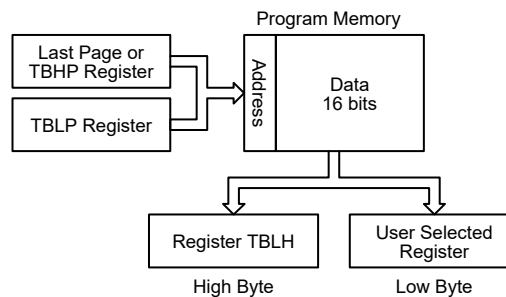 Program Memory
Last Page or
TBHP Register
TBLP Register
Address
Data
16 bits
Register TBLH
User Selected
Register
High Byte
Low Byte